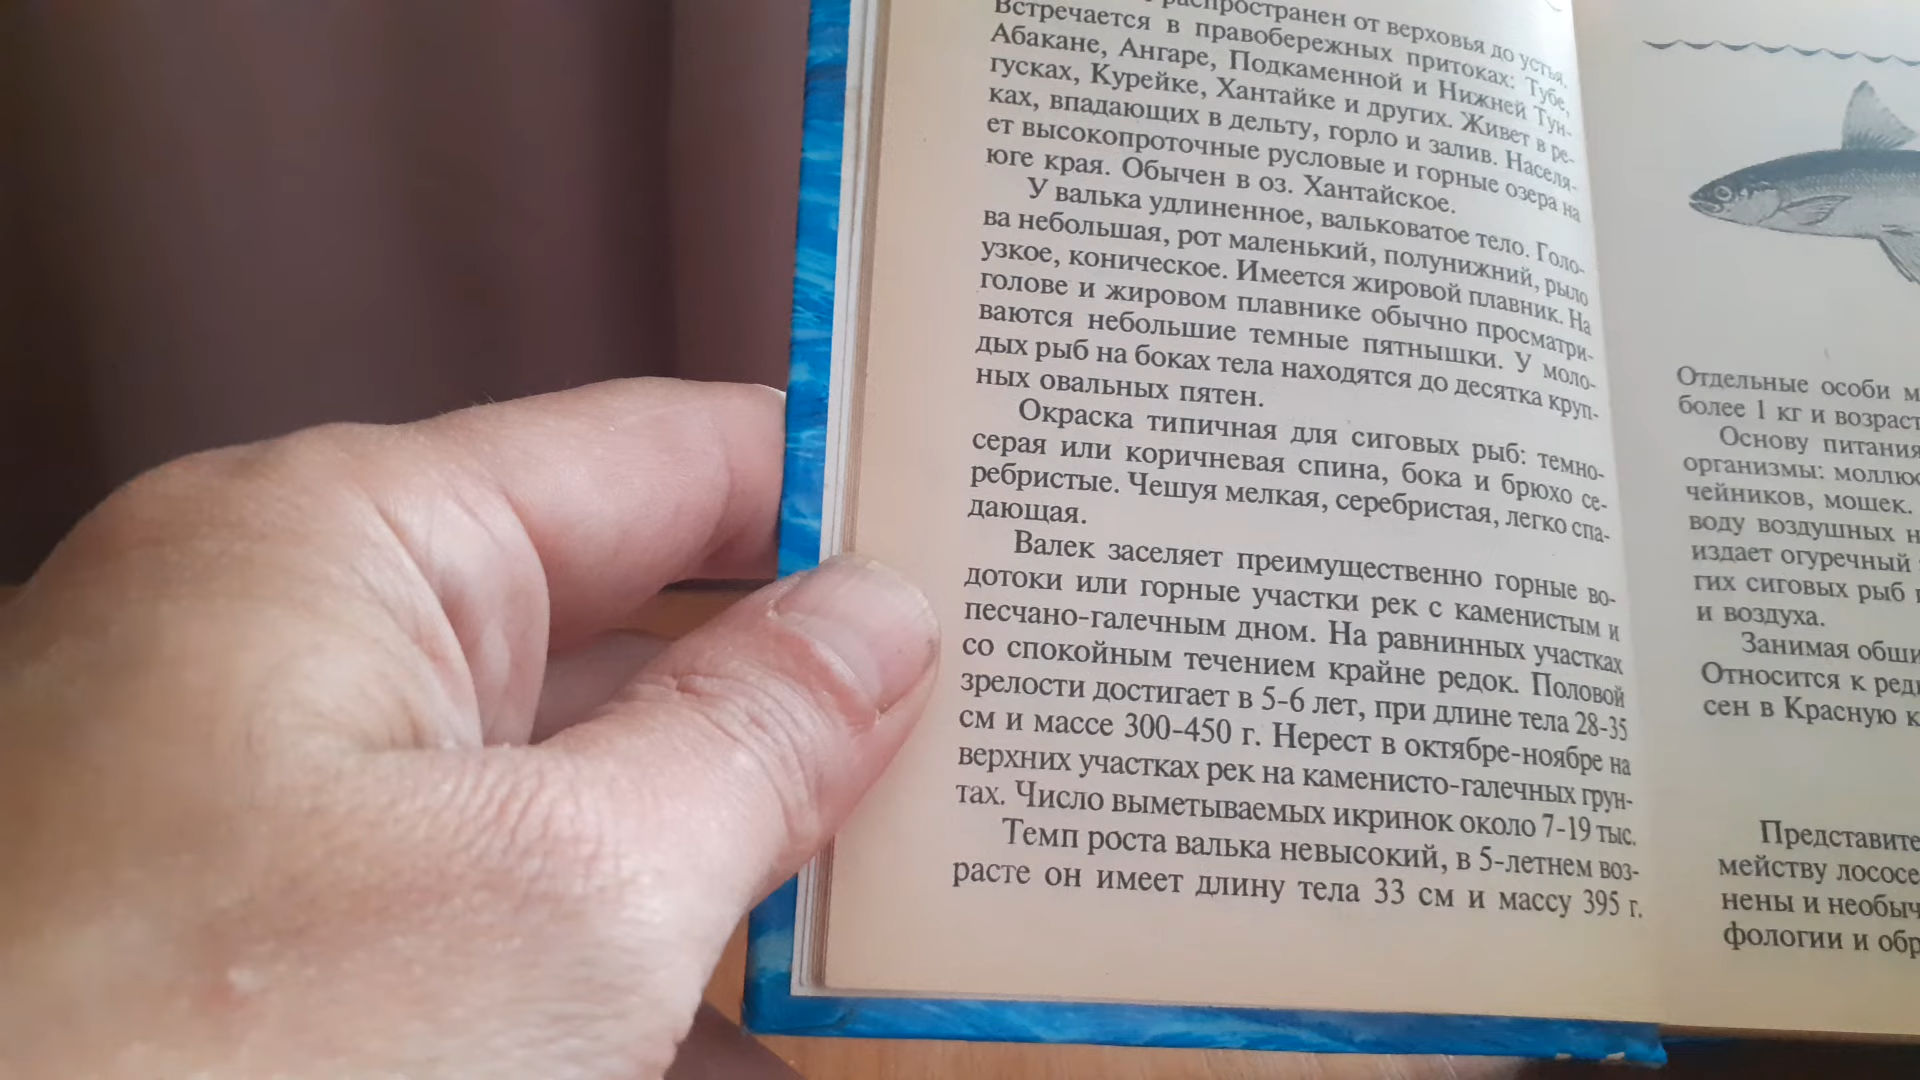 распространен от верховья до устья.
Встречается в правобережных притоках: Тубе,
Абакане, Ангаре, Подкаменной и Нижней Тун-
гусках, Курейке, Хантайке и других. Живет в ре-
ках, впадающих в дельту, горло и залив. Населя-
ет высокопроточные русловые и горные озера на
юге края. Обычен в оз. Хантайское.
У валька удлиненное, вальковатое тело. Голо-
ва небольшая, рот маленький, полунижний, рыло
узкое, коническое. Имеется жировой плавник. На
голове и жировом плавнике обычно просматри-
ваются небольшие темные пятнышки. У моло-
дых рыб на боках тела находятся до десятка круп-
ных овальных пятен.
Окраска типичная для сиговых рыб: темно-
серая или коричневая спина, бока и брюхо се-
ребристые. Чешуя мелкая, серебристая, легко спа-
дающая.
Валек заселяет преимущественно горные во-
дотоки или горные участки рек с каменистым и
песчано-галечным дном. На равнинных участках
со спокойным течением крайне редок. Половой
зрелости достигает в 5-6 лет, при длине тела 28-35
см и массе 300-450 г. Нерест в октябре-ноябре на
верхних участках рек на каменисто-галечных грун-
тах. Число выметываемых икринок около 7-19 тыс.
Темп роста валька невысокий, в 5-летнем воз-
расте он имеет длину тела 33 см и массу 395 г.
Отдельные особи м
более 1 кг и возраст
Основу питания
организмы: моллюс
чейников, мошек.
воду воздушных н
издает огуречный
гих сиговых рыб
и воздуха.
Занимая обши
Относится к ред
сен в Красную к
Представите
мейству лососе
нены и необыч
фологии и обр